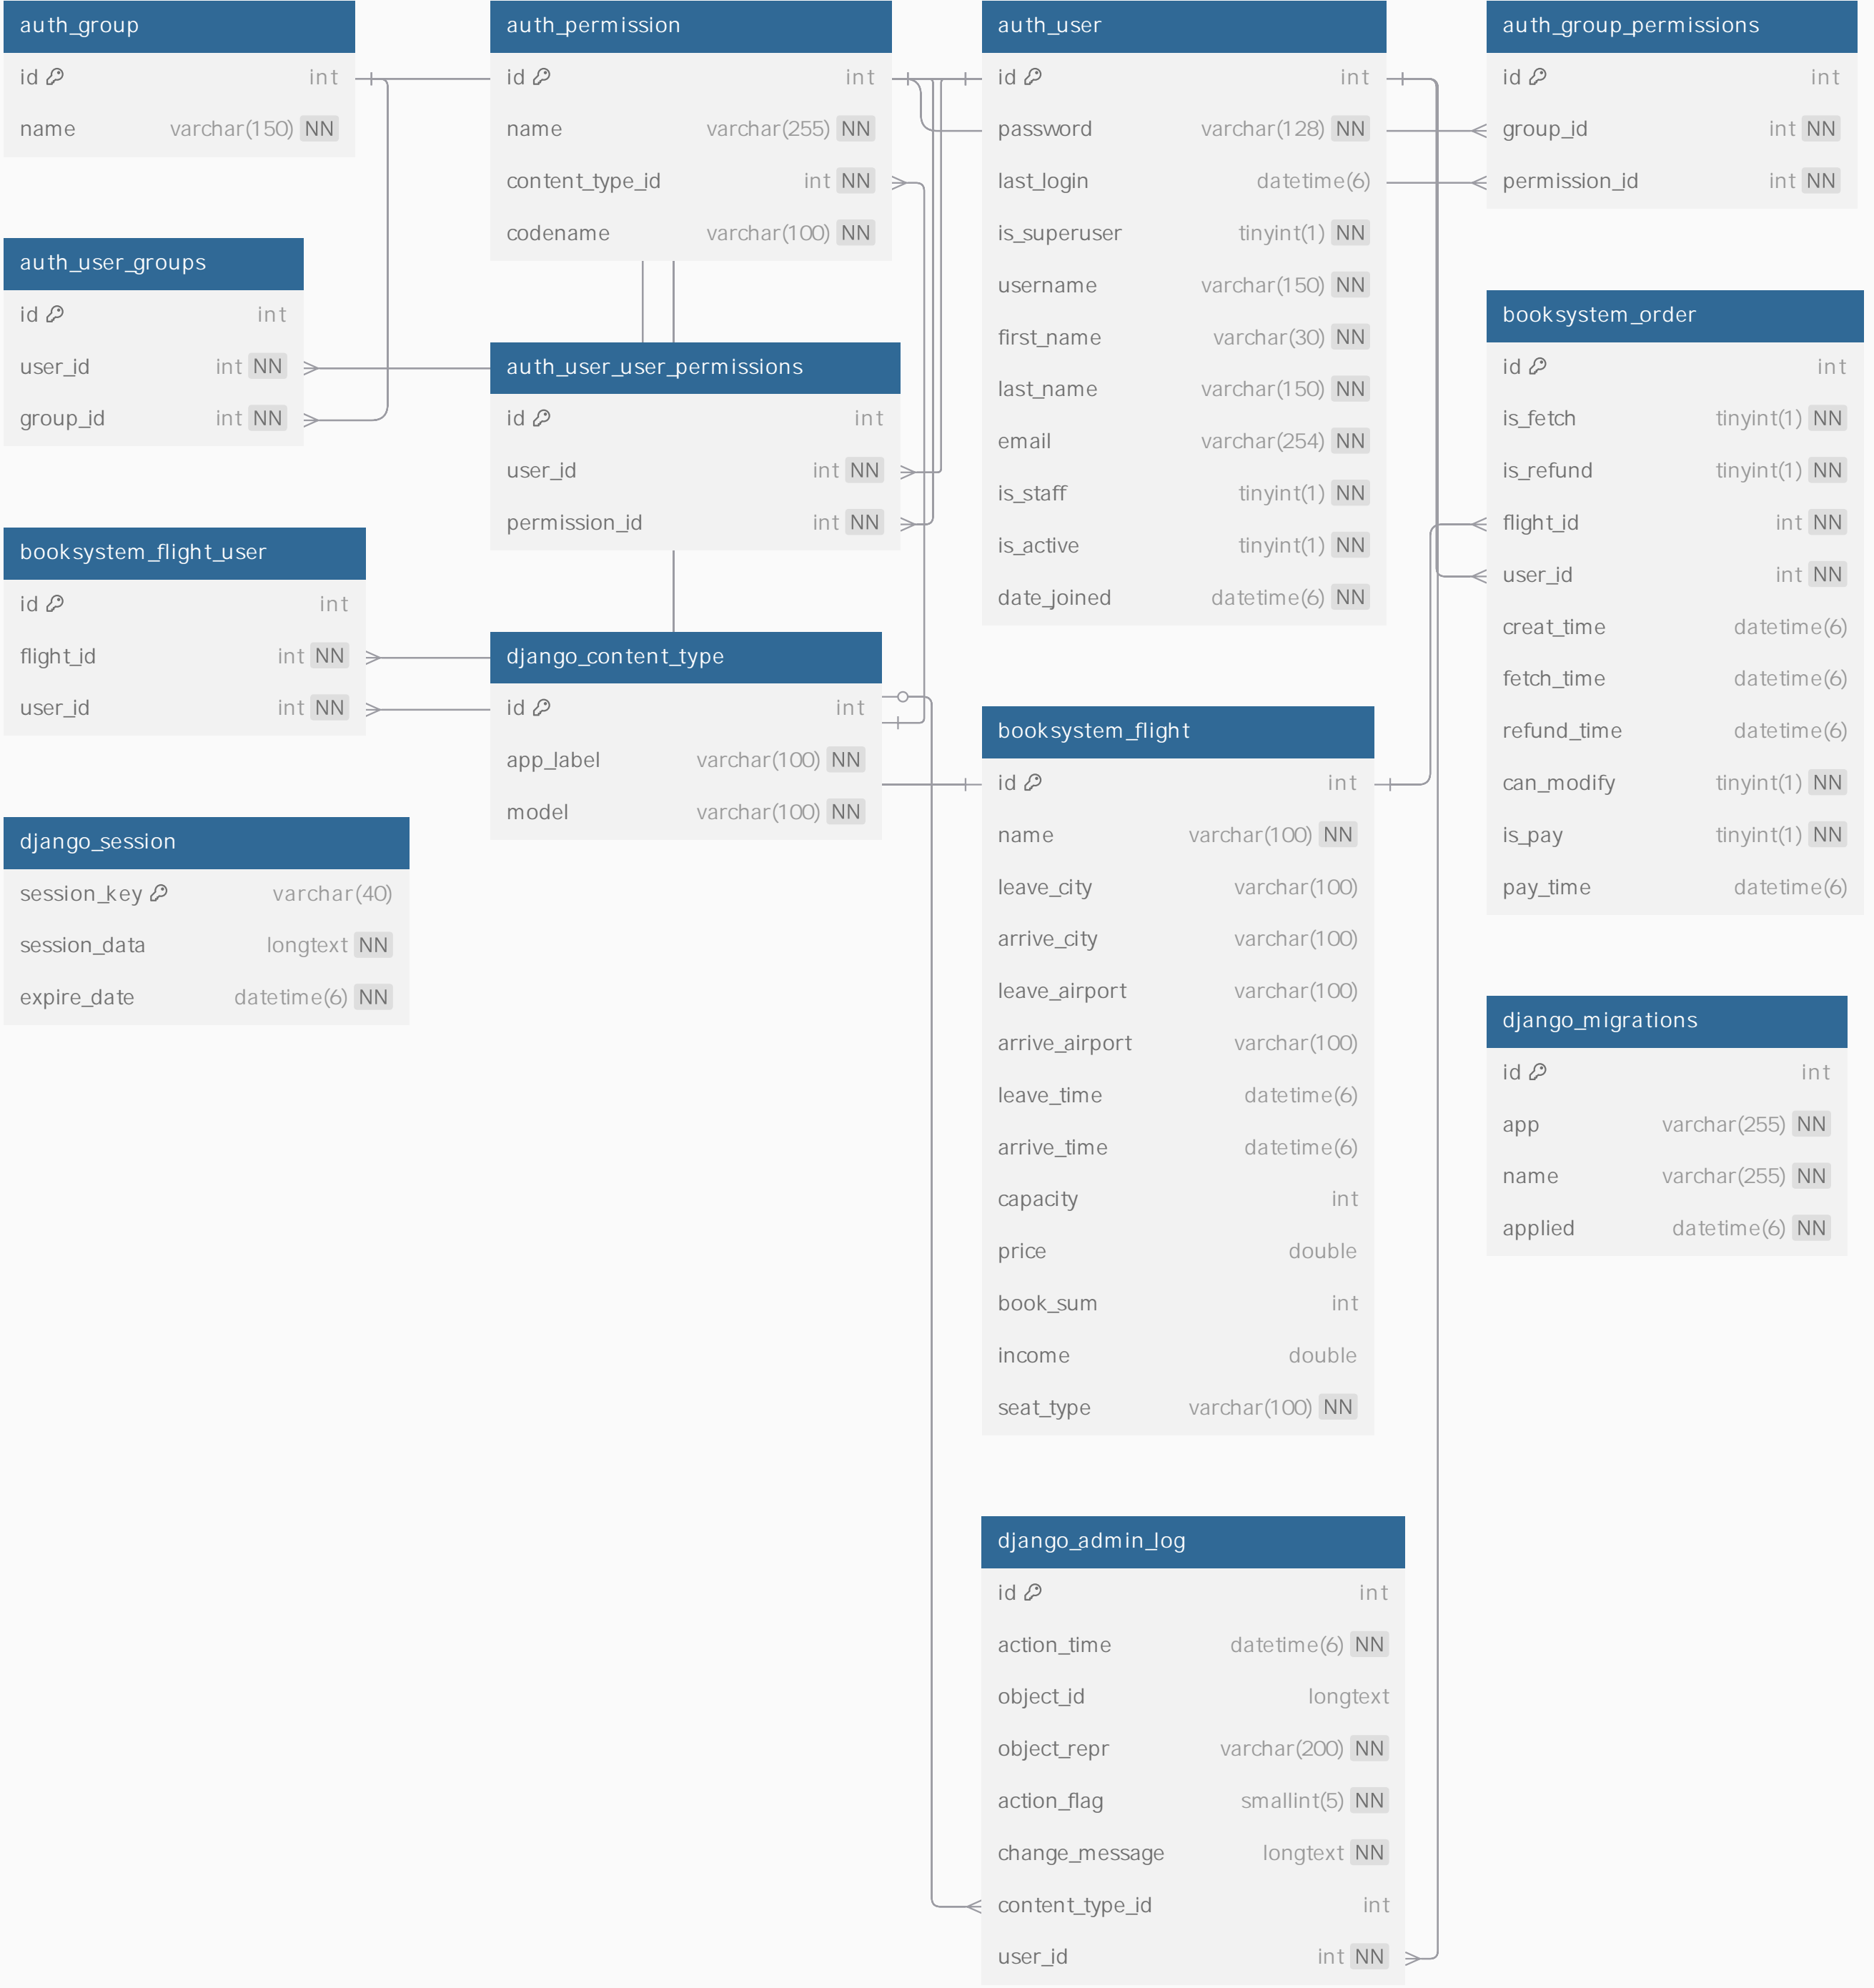 auth_group
id int
name varchar(150) NN
auth_user_groups
id int
user_id int NN
group_id int NN
booksystem_flight_user
id int
flight_id int NN
user_id int NN
django_session
session_key varchar(40)
session_data longtext NN
expire_date datetime(6) NN
auth_permission
id int
name varchar(255) NN
content_type_id int NN
codename varchar(100) NN
auth_user_user_permissions
id int
user_id int NN
permission_id int NN
django_content_type
id int
app_label varchar(100) NN
model varchar(100) NN
auth_user
id int
password varchar(128) NN
last_login datetime(6)
is_superuser tinyint(1) NN
username varchar(150) NN
first_name varchar(30) NN
last_name varchar(150) NN
email varchar(254) NN
is_staff tinyint(1) NN
is_active tinyint(1) NN
date_joined datetime(6) NN
booksystem_flight
id int
name varchar(100) NN
leave_city varchar(100)
arrive_city varchar(100)
leave_airport varchar(100)
arrive_airport varchar(100)
leave_time datetime(6)
arrive_time datetime(6)
capacity int
price double
book_sum int
income double
seat_type varchar(100) NN
django_admin_log
id int
action_time datetime(6) NN
object_id longtext
object_repr varchar(200) NN
action_flag smallint(5) NN
change_message longtext NN
content_type_id int
user_id int NN
auth_group_permissions
id int
group_id int NN
permission_id int NN
booksystem_order
id int
is_fetch tinyint(1) NN
is_refund tinyint(1) NN
flight_id int NN
user_id int NN
creat_time datetime(6)
fetch_time datetime(6)
refund_time datetime(6)
can_modify tinyint(1) NN
is_pay tinyint(1) NN
pay_time datetime(6)
django_migrations
id int
app varchar(255) NN
name varchar(255) NN
applied datetime(6) NN